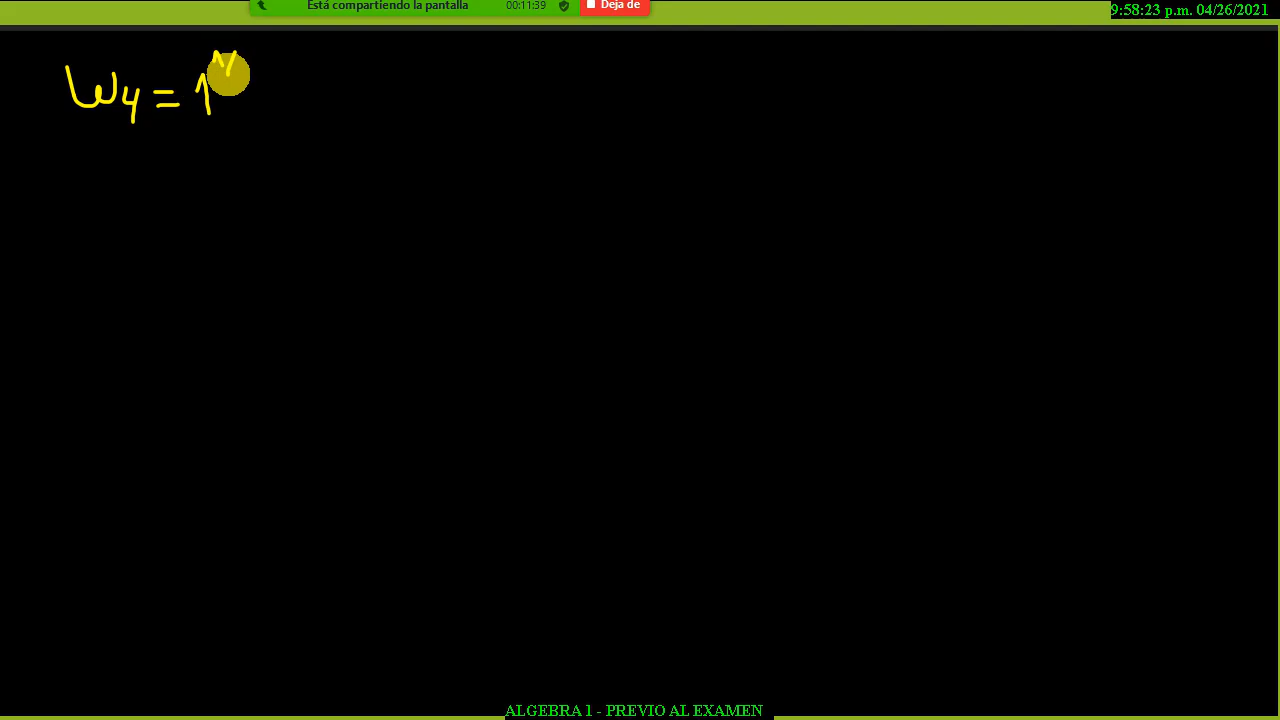 Está compartiendo la pantalla 00:11:39 Deja de
9:58:23 p.m. 04/26/2021
W4 = 1
ALGEBRA 1 - PREVIO AL EXAMEN